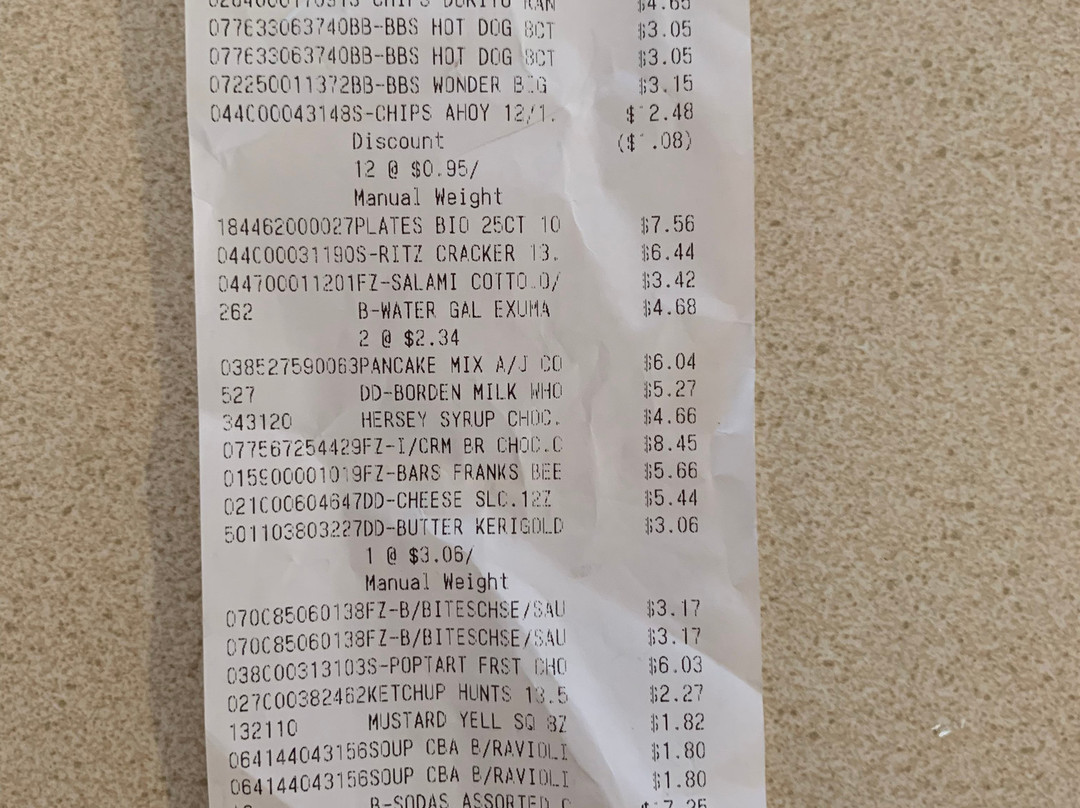 CHIPS DORITO RAN $4.65
077633063740BB-BBS HOT DOG 8CT $3.05
077633063740BB-BBS HOT DOG 8CT $3.05
072250011372BB-BBS WONDER BIG $3.15
044000043148S-CHIPS AHOY 12/1.
Discount
12 @ $0.95/
Manual Weight
184462000027PLATES BIO 25CT 10 $7.56
044000031190S-RITZ CRACKER 13. $6.44
044700011201FZ-SALAMI COTTO.O/ $3.42
262 B-WATER GAL EXUMA $4.68
2 @ $2.34
038527590063PANCAKE MIX A/J CO $6.04
527 DD-BORDEN MILK WHO $5.27
343120 HERSEY SYRUP CHOC. $4.66
077567254429FZ-I/CRM BR CHOC.C $8.45
015900001019FZ-BARS FRANKS BEE $5.66
021000604647DD-CHEESE SLC.12Z $5.44
501103803227DD-BUTTER KERIGOLD $3.06
1 @ $3.06/
Manual Weight
070085060138FZ-B/BITESCHSE/SAU $3.17
070085060138FZ-B/BITESCHSE/SAU $3.17
038000313103S-POPTART FRST CHO $6.03
027000382462KETCHUP HUNTS 13.5 $2.27
132110 MUSTARD YELL SQ 8Z $1.82
064144043156SOUP CBA B/RAVIOLI $1.80
064144043156SOUP CBA B/RAVIOLI $1.80
B-SODAS ASSORTED